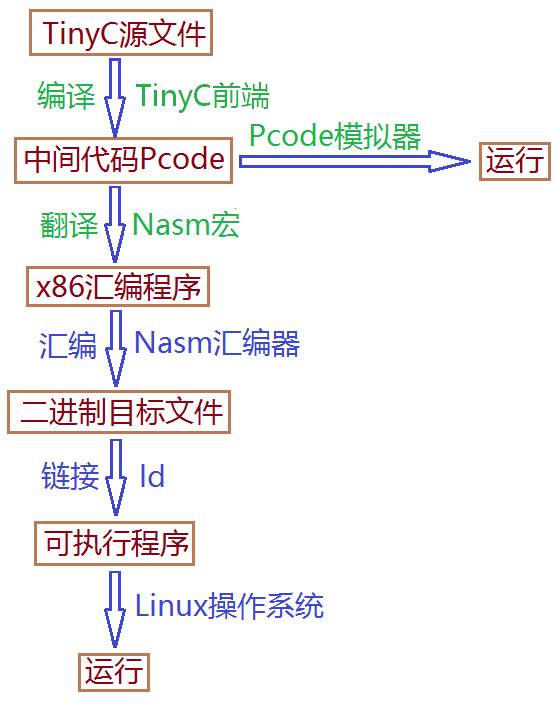 TinyC源文件
编译 TinyC前端
Pcode模拟器
中间代码Pcode
运行
翻译 Nasm宏
x86汇编程序
汇编 Nasm汇编器
二进制目标文件
链接 ld
可执行程序
Linux操作系统
运行